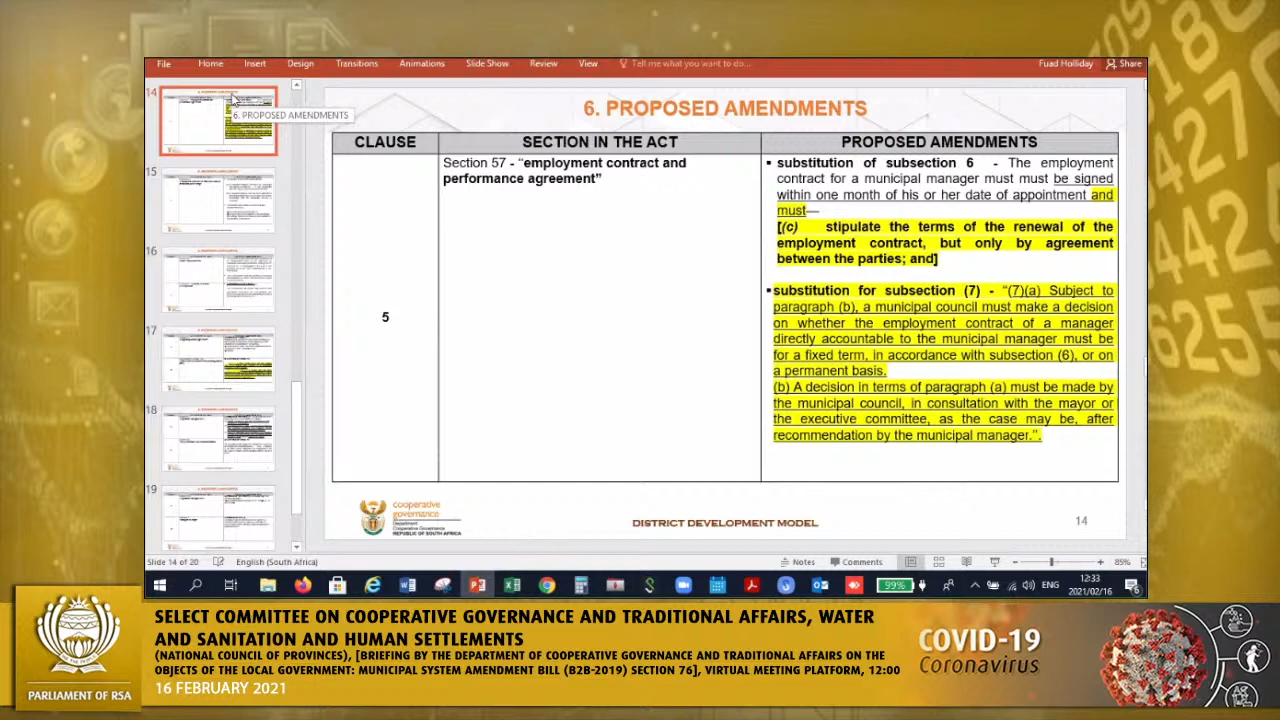 File Home Insert Design Transitions Animations Slide Show Review View Tell me what you want to do... Fuad Holliday Share
14
6. PROPOSED AMENDMENTS
15
16
17
18
19
6. PROPOSED AMENDMENTS
CLAUSE SECTION IN THE ACT PROPOSED AMENDMENTS
5
Section 57 - “employment contract and
performance agreement”
▪ substitution of subsection 6 - The employment
contract for a municipal manager must must be signed
within one month of his or her date of appointment and
must—
[(c) stipulate the terms of the renewal of the
employment contract, but only by agreement
between the parties; and]
▪ substitution for subsection (7) - “(7)(a) Subject to
paragraph (b), a municipal council must make a decision
on whether the employment contract of a manager
directly accountable to the municipal manager must be
for a fixed term, in accordance with subsection (6), or on
a permanent basis.
(b) A decision in terms of paragraph (a) must be made by
the municipal council, in consultation with the mayor or
the executive committee, as the case may be, and
recommendation by the municipal manager.”;
cooperative
governance
Department:
Cooperative Governance
REPUBLIC OF SOUTH AFRICA
DISTRICT DEVELOPMENT MODEL
14
Slide 14 of 20 English (South Africa) Notes Comments 85%
99% ENG 12:33
2021/02/16
6
PARLIAMENT OF RSA
SELECT COMMITTEE ON COOPERATIVE GOVERNANCE AND TRADITIONAL AFFAIRS, WATER
AND SANITATION AND HUMAN SETTLEMENTS
(NATIONAL COUNCIL OF PROVINCES), [BRIEFING BY THE DEPARTMENT OF COOPERATIVE GOVERNANCE AND TRADITIONAL AFFAIRS ON THE
OBJECTS OF THE LOCAL GOVERNMENT: MUNICIPAL SYSTEM AMENDMENT BILL (B2B-2019) SECTION 76], VIRTUAL MEETING PLATFORM, 12:00
16 FEBRUARY 2021
COVID-19
Coronavirus